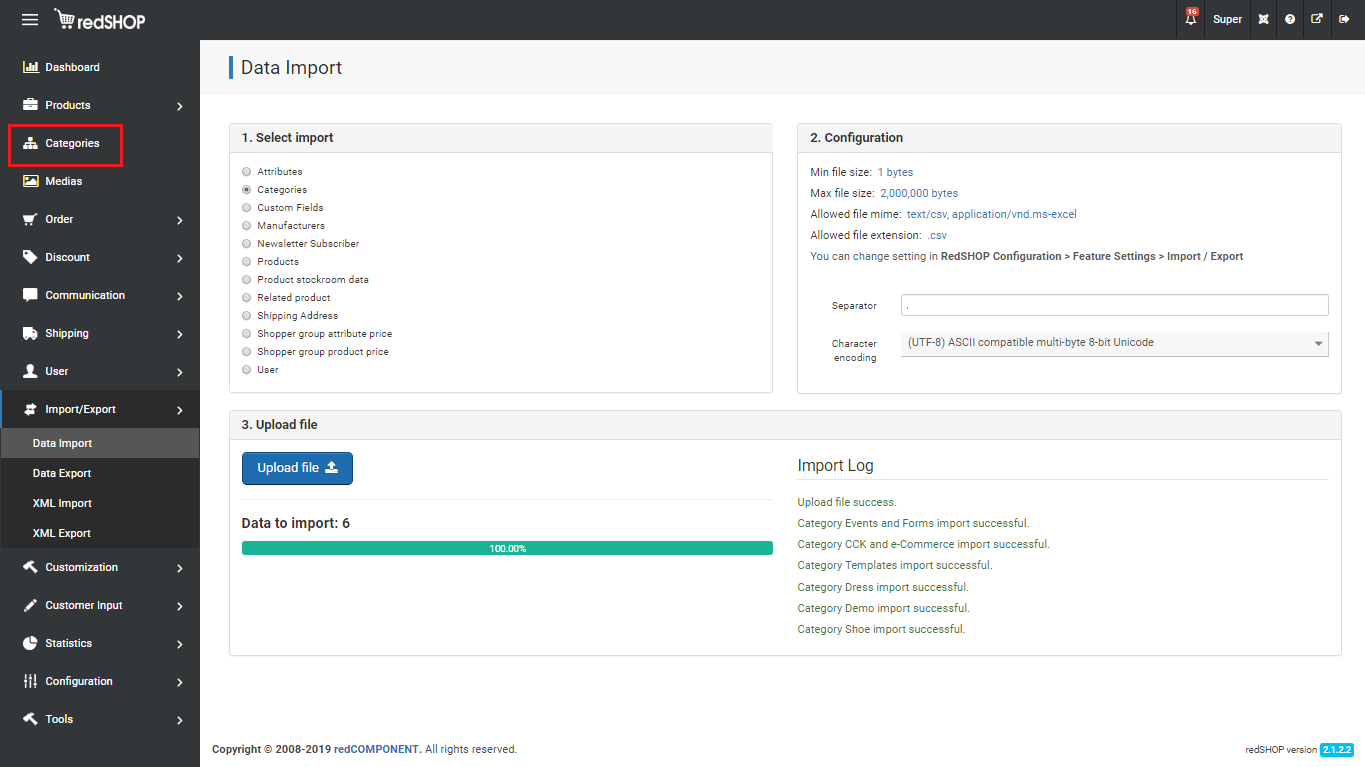 redSHOP
16
Super
Dashboard
Products
Categories
Medias
Order
Discount
Communication
Shipping
User
Import/Export
Data Import
Data Export
XML Import
XML Export
Customization
Customer Input
Statistics
Configuration
Tools
Data Import
1. Select import
Attributes
Categories
Custom Fields
Manufacturers
Newsletter Subscriber
Products
Product stockroom data
Related product
Shipping Address
Shopper group attribute price
Shopper group product price
User
2. Configuration
Min file size: 1 bytes
Max file size: 2,000,000 bytes
Allowed file mime: text/csv, application/vnd.ms-excel
Allowed file extension: .csv
You can change setting in RedSHOP Configuration > Feature Settings > Import / Export
Separator
Character
encoding
(UTF-8) ASCII compatible multi-byte 8-bit Unicode
3. Upload file
Upload file
Data to import: 6
100.00%
Import Log
Upload file success.
Category Events and Forms import successful.
Category CCK and e-Commerce import successful.
Category Templates import successful.
Category Dress import successful.
Category Demo import successful.
Category Shoe import successful.
Copyright © 2008-2019 redCOMPONENT. All rights reserved.
redSHOP version 2.1.2.2